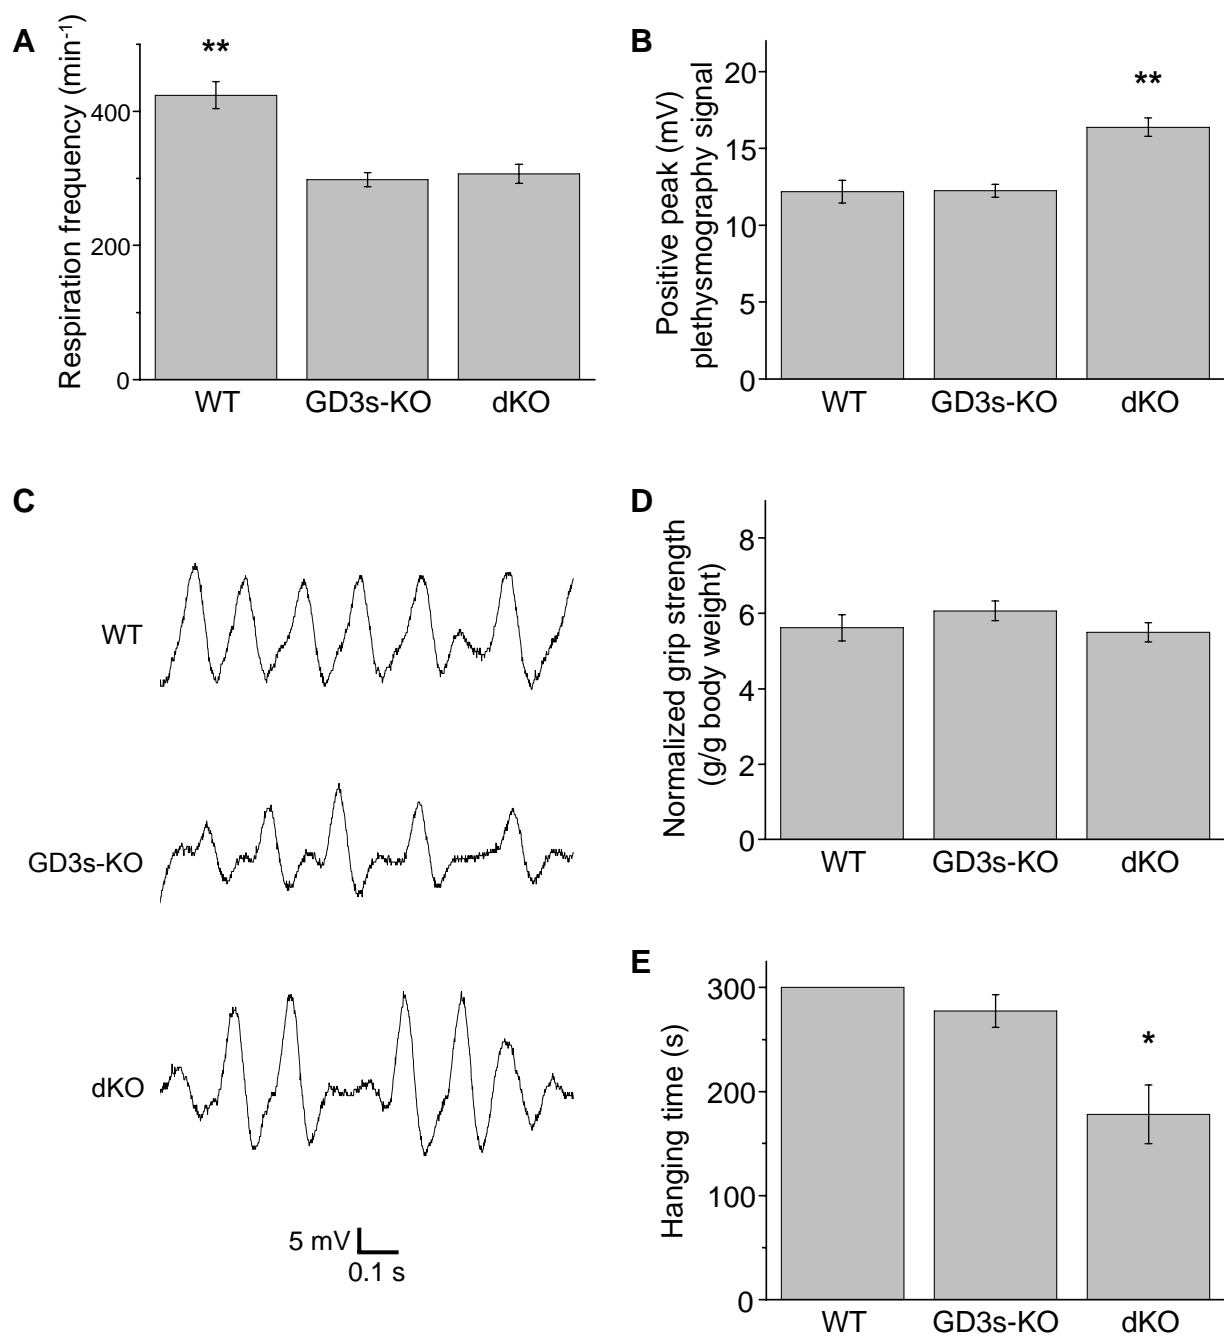 A
Respiration frequency (min⁻¹)
400
200
0
**
WT
GD3s-KO
dKO
B
Positive peak (mV)
plethysmography signal
20
15
10
5
0
**
WT
GD3s-KO
dKO
C
WT
GD3s-KO
dKO
5 mV
0.1 s
D
Normalized grip strength
(g/g body weight)
8
6
4
2
0
WT
GD3s-KO
dKO
E
Hanging time (s)
300
200
100
0
*
WT
GD3s-KO
dKO